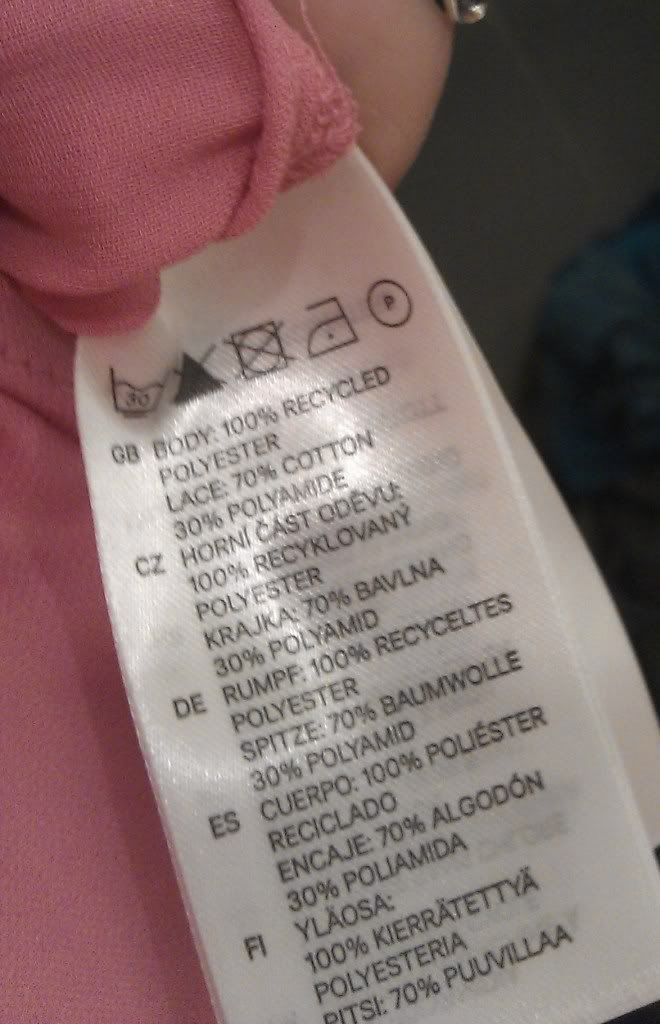 30
P
GB BODY: 100% RECYCLED
POLYESTER
LACE: 70% COTTON
30% POLYAMIDE
CZ HORNÍ ČÁST ODĚVU:
100% RECYKLOVANÝ
POLYESTER
KRAJKA: 70% BAVLNA
30% POLYAMID
DE RUMPF: 100% RECYCELTES
POLYESTER
SPITZE: 70% BAUMWOLLE
30% POLYAMID
ES CUERPO: 100% POLIÉSTER
RECICLADO
ENCAJE: 70% ALGODÓN
30% POLIAMIDA
FI YLÄOSA:
100% KIERRÄTETTYÄ
POLYESTERIA
PITSI: 70% PUUVILLAA